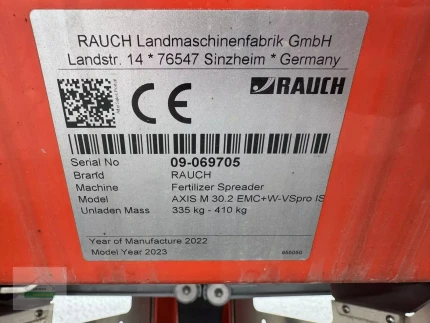 RAUCH Landmaschinenfabrik GmbH
Landstr. 14 * 76547 Sinzheim * Germany
CE
RAUCH
Serial No 09-069705
Brand RAUCH
Machine Fertilizer Spreader
Model AXIS M 30.2 EMC+W-VSpro IS
Unladen Mass 335 kg - 410 kg
Year of Manufacture 2022
Model Year 2023